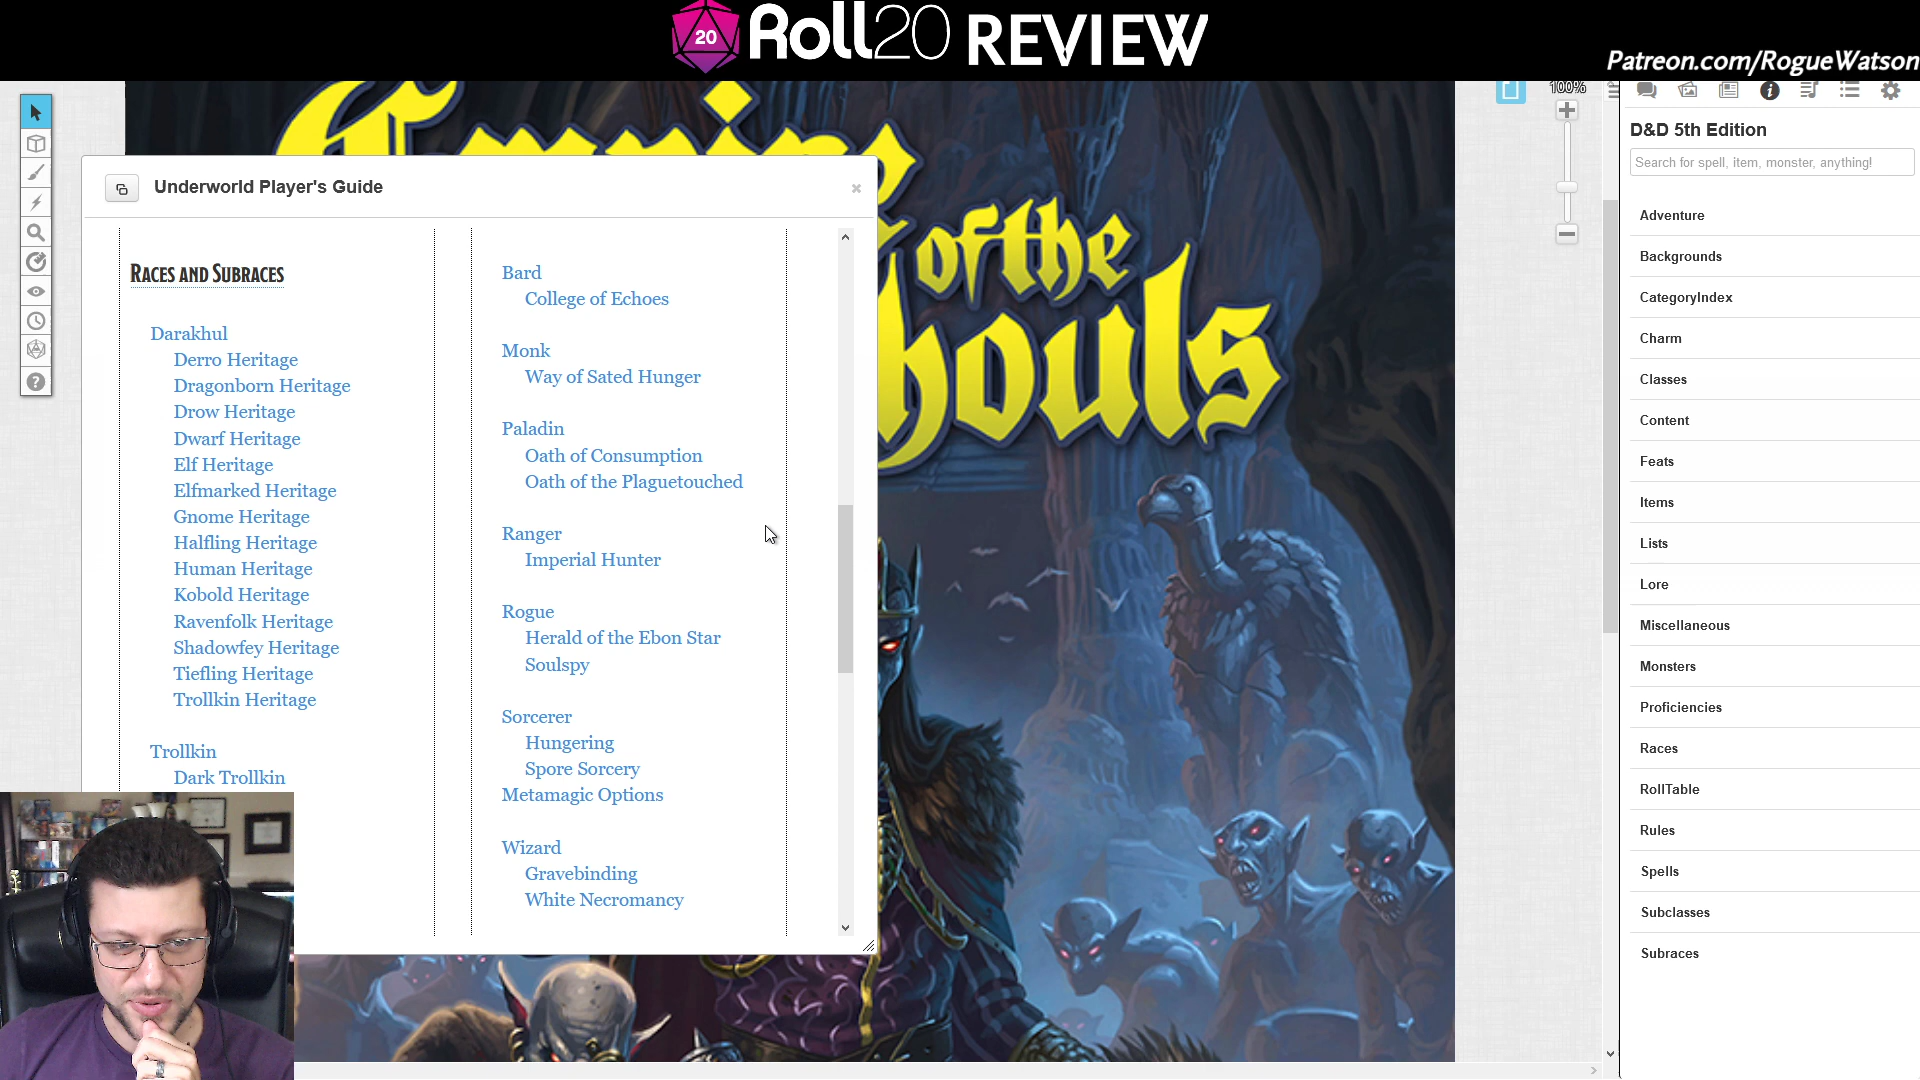 20 Roll20 REVIEW
Patreon.com/RogueWatson
Empire
of the
Ghouls
100%
Underworld Player's Guide
×
RACES AND SUBRACES
Darakhul
Derro Heritage
Dragonborn Heritage
Drow Heritage
Dwarf Heritage
Elf Heritage
Elfmarked Heritage
Gnome Heritage
Halfling Heritage
Human Heritage
Kobold Heritage
Ravenfolk Heritage
Shadowfey Heritage
Tiefling Heritage
Trollkin Heritage
Trollkin
Dark Trollkin
Bard
College of Echoes
Monk
Way of Sated Hunger
Paladin
Oath of Consumption
Oath of the Plaguetouched
Ranger
Imperial Hunter
Rogue
Herald of the Ebon Star
Soulspy
Sorcerer
Hungering
Spore Sorcery
Metamagic Options
Wizard
Gravebinding
White Necromancy
D&D 5th Edition
Search for spell, item, monster, anything!
Adventure
Backgrounds
CategoryIndex
Charm
Classes
Content
Feats
Items
Lists
Lore
Miscellaneous
Monsters
Proficiencies
Races
RollTable
Rules
Spells
Subclasses
Subraces